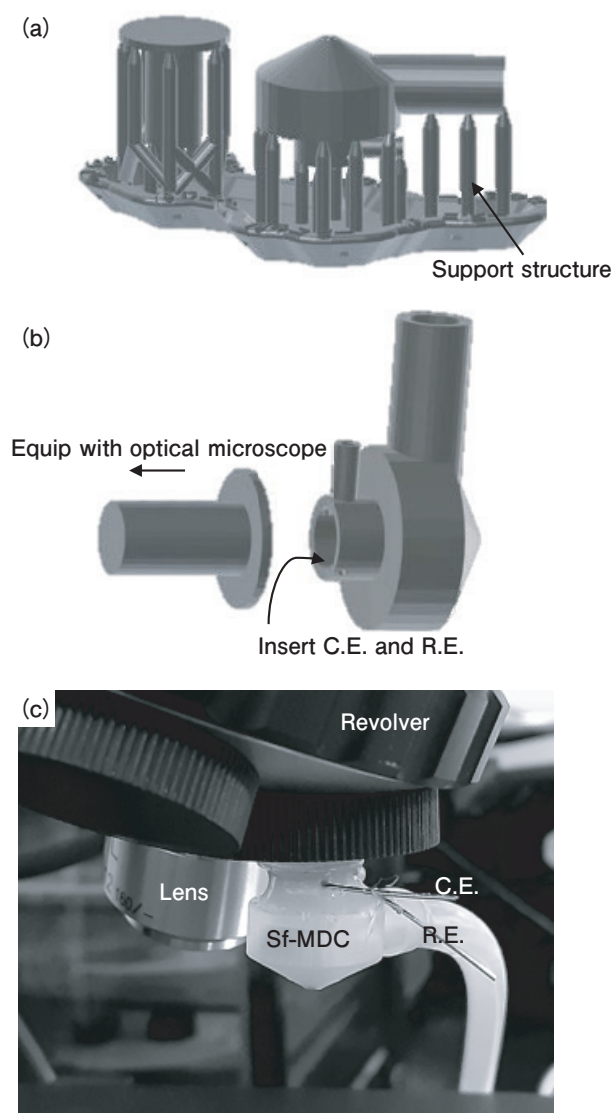 (a)
Support structure
(b)
Equip with optical microscope
Insert C.E. and R.E.
(c)
Revolver
Lens
C.E.
Sf-MDC
R.E.